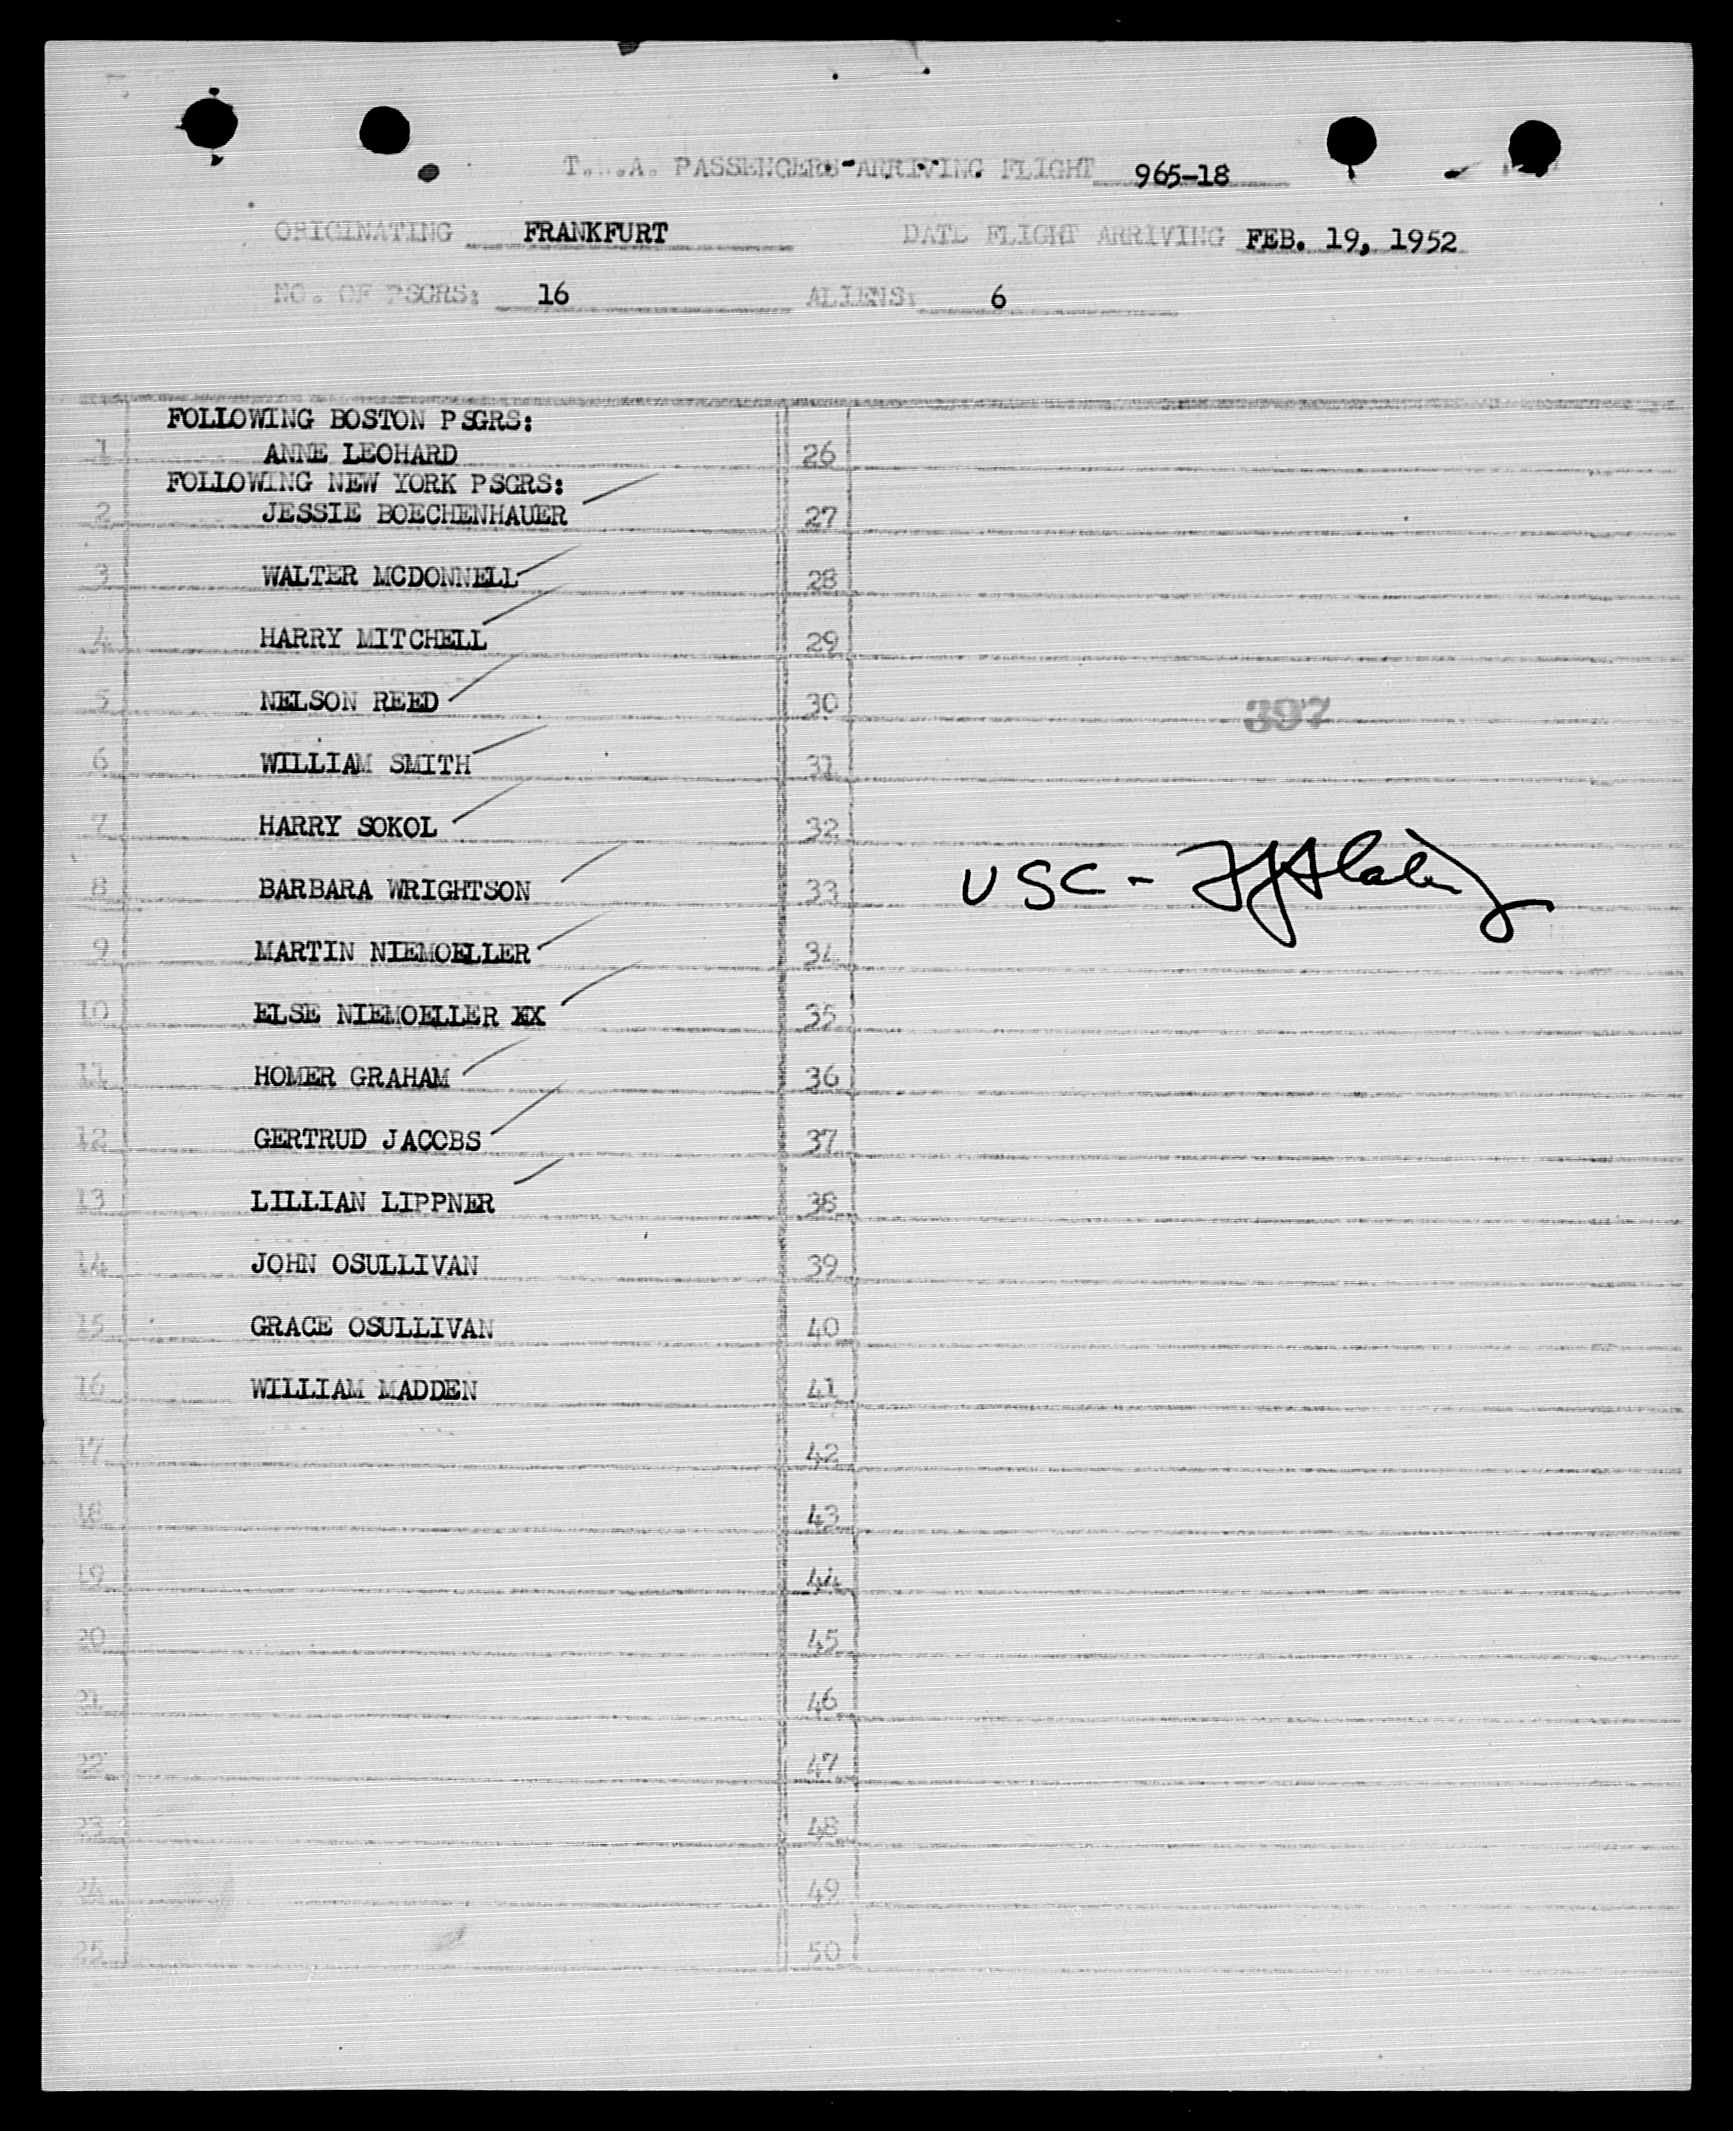 T.W.A. PASSENGERS ARRIVING FLIGHT 965-18
ORIGINATING FRANKFURT DATE FLIGHT ARRIVING FEB. 19, 1952
NO. OF PSGRS: 16 ALIENS: 6
FOLLOWING BOSTON PSGRS:
1 ANNE LEOHARD 26
FOLLOWING NEW YORK PSGRS:
2 JESSIE BOECHENHAUER 27
3 WALTER MCDONNELL 28
4 HARRY MITCHELL 29
5 NELSON REED 30
397
6 WILLIAM SMITH 31
7 HARRY SOKOL 32
8 BARBARA WRIGHTSON 33 USC -
9 MARTIN NIEMOELLER 34
10 ELSE NIEMOELLER XX 35
11 HOMER GRAHAM 36
12 GERTRUD JACOBS 37
13 LILLIAN LIPPNER 38
14 JOHN OSULLIVAN 39
15 GRACE OSULLIVAN 40
16 WILLIAM MADDEN 41
17 42
18 43
19 44
20 45
21 46
22 47
23 48
24 49
25 50